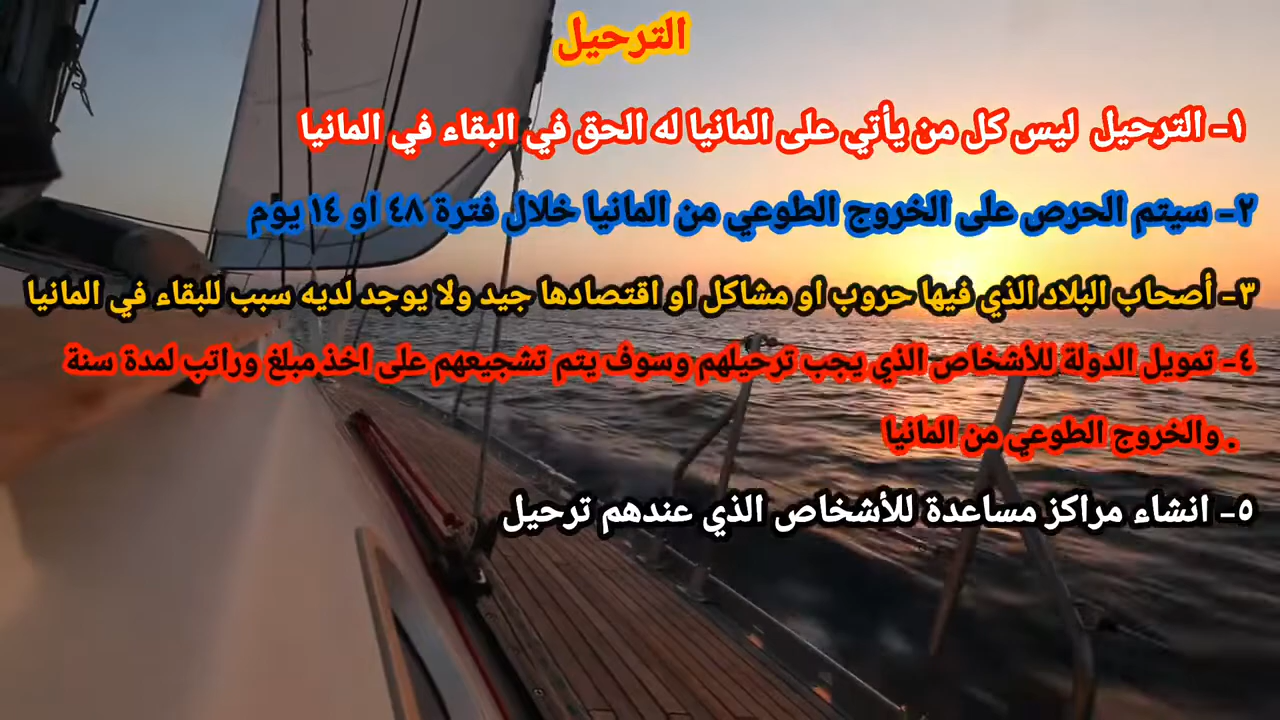 الترحيل
١- الترحيل ليس كل من يأتي على المانيا له الحق في البقاء في المانيا
٢- سيتم الحرص على الخروج الطوعي من المانيا خلال فترة ٤٨ او ١٤ يوم
٣- أصحاب البلاد الذي فيها حروب او مشاكل او اقتصادها جيد ولا يوجد لديه سبب للبقاء في المانيا
٤- تمويل الدولة للأشخاص الذي يجب ترحيلهم وسوف يتم تشجيعهم على اخذ مبلغ وراتب لمدة سنة
. والخروج الطوعي من المانيا
٥- انشاء مراكز مساعدة للأشخاص الذي عندهم ترحيل